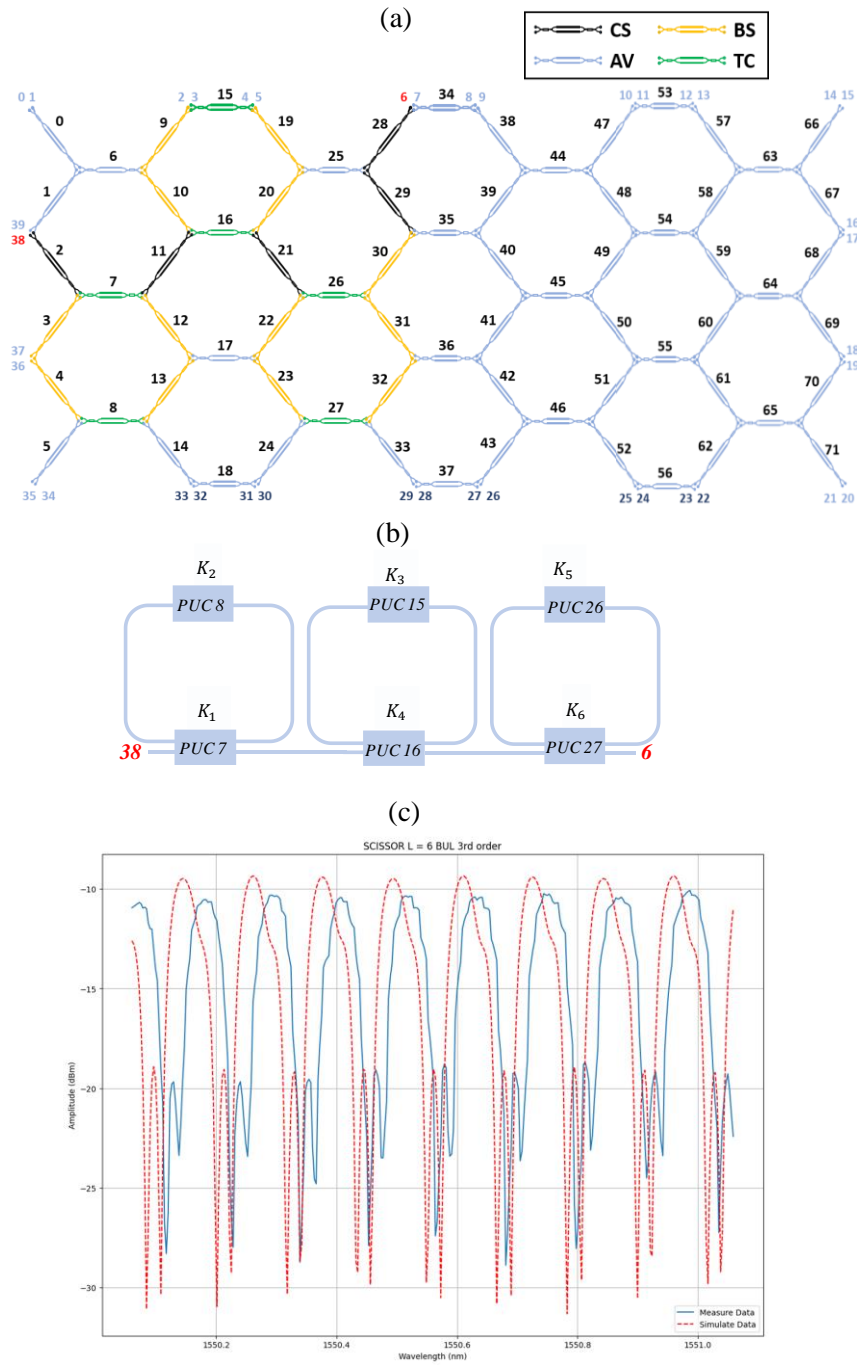 (a)
CS BS
AV TC
15 6 34 53
0 1 2 3 4 5 7 8 9 10 11 12 13 14 15
0 9 19 28 38 47 57 66
6 25 44 63
1 10 20 29 39 48 58 67
39 16 35 54 16
38 17
2 11 21 30 40 49 59 68
7 26 45 64
3 12 22 31 41 50 60 69
37 17 36 55 18
36 19
4 13 23 32 42 51 61 70
8 27 46 65
5 14 24 33 43 52 62 71
18 37 56
35 34 33 32 31 30 29 28 27 26 25 24 23 22 21 20
(b)
K2 K3 K5
PUC 8 PUC 15 PUC 26
K1 K4 K6
38 PUC 7 PUC 16 PUC 27 6
(c)
SCISSOR L = 6 BUL 3rd order
−10
−15
−20
−25
−30
Amplitude (dBm)
Measure Data
Simulate Data
1550.2 1550.4 1550.6 1550.8 1551.0
Wavelength (nm)